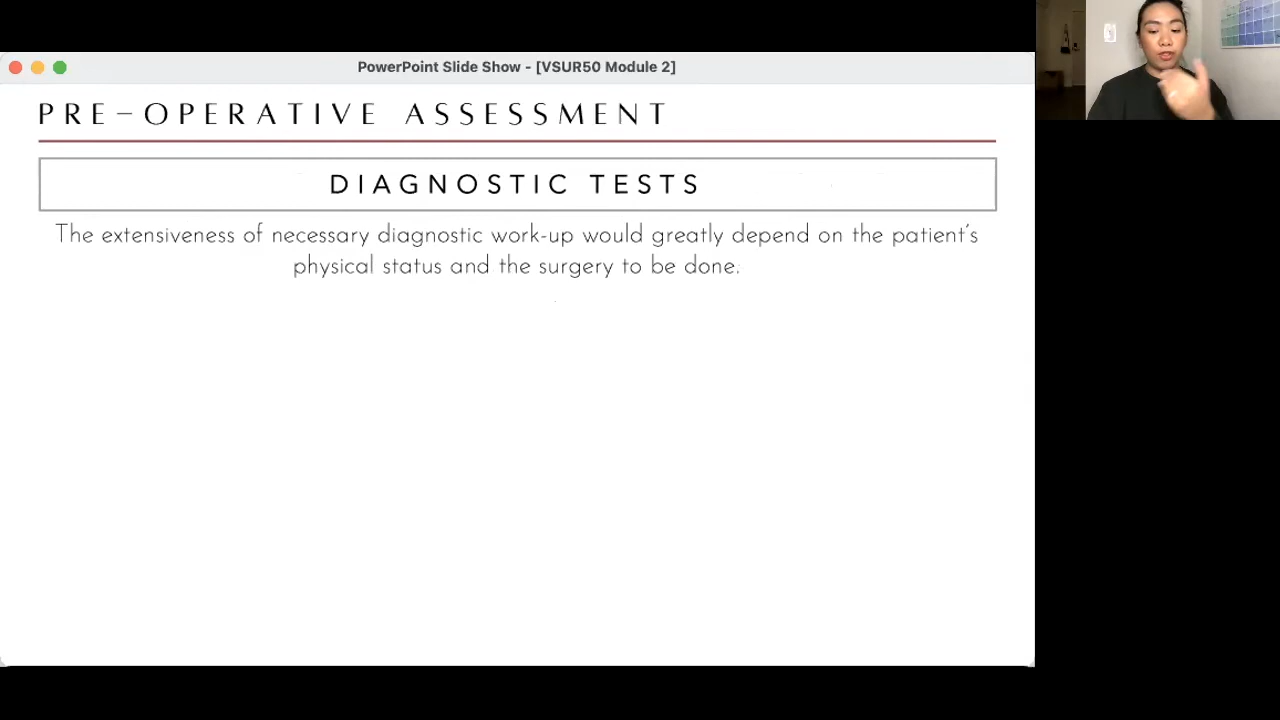 PowerPoint Slide Show - [VSUR50 Module 2]
PRE-OPERATIVE ASSESSMENT
DIAGNOSTIC TESTS
The extensiveness of necessary diagnostic work-up would greatly depend on the patient's
physical status and the surgery to be done.